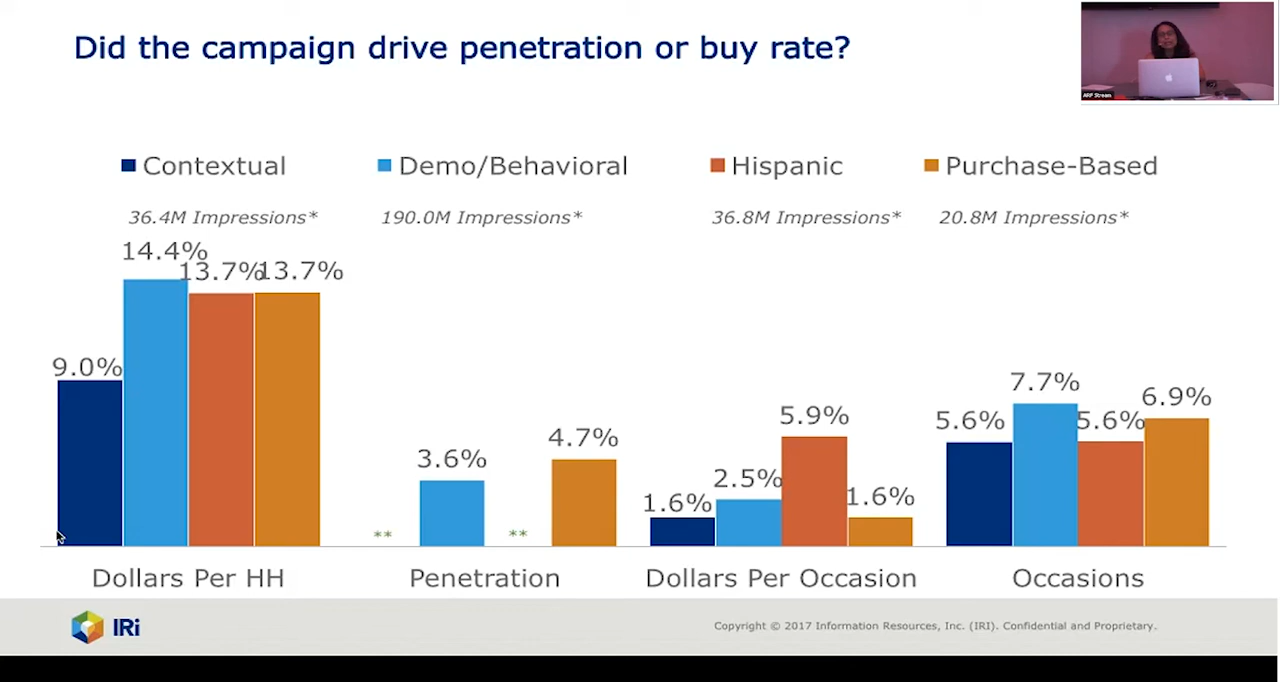 Did the campaign drive penetration or buy rate?
ARF Stream
Contextual
Demo/Behavioral
Hispanic
Purchase-Based
36.4M Impressions*
190.0M Impressions*
36.8M Impressions*
20.8M Impressions*
9.0%
14.4%
13.7%
13.7%
**
3.6%
**
4.7%
1.6%
2.5%
5.9%
1.6%
5.6%
7.7%
5.6%
6.9%
Dollars Per HH
Penetration
Dollars Per Occasion
Occasions
IRi
Copyright © 2017 Information Resources, Inc. (IRI). Confidential and Proprietary.